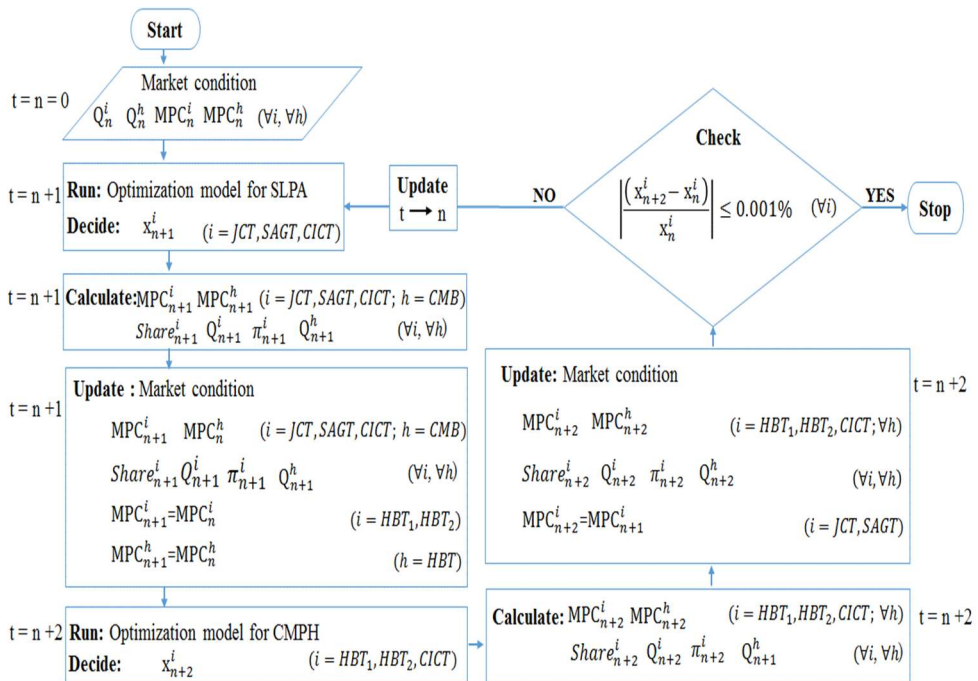 Start
t = n = 0
Market condition
Q_n^i Q_n^h MPC_n^i MPC_n^h (∀i, ∀h)
t = n +1
Run: Optimization model for SLPA
Decide: x_{n+1}^i (i = JCT, SAGT, CICT)
t = n +1
Calculate: MPC_{n+1}^i MPC_{n+1}^h (i = JCT, SAGT, CICT; h = CMB)
Share_{n+1}^i Q_{n+1}^i π_{n+1}^i Q_{n+1}^h (∀i, ∀h)
t = n+1
Update : Market condition
MPC_{n+1}^i MPC_n^h (i = JCT, SAGT, CICT; h = CMB)
Share_{n+1}^i Q_{n+1}^i π_{n+1}^i Q_{n+1}^h (∀i, ∀h)
MPC_{n+1}^i=MPC_n^i (i = HBT_1, HBT_2)
MPC_{n+1}^h=MPC_n^h (h = HBT)
t = n +2
Run: Optimization model for CMPH
Decide: x_{n+2}^i (i = HBT_1, HBT_2, CICT)
Calculate: MPC_{n+2}^i MPC_{n+2}^h (i = HBT_1, HBT_2, CICT; ∀h)
Share_{n+2}^i Q_{n+2}^i π_{n+2}^i Q_{n+1}^h (∀i, ∀h)
t = n +2
Update: Market condition
MPC_{n+2}^i MPC_{n+2}^h (i = HBT_1, HBT_2, CICT; ∀h)
Share_{n+2}^i Q_{n+2}^i π_{n+2}^i Q_{n+2}^h (∀i, ∀h)
MPC_{n+2}^i=MPC_{n+1}^i (i = JCT, SAGT)
t = n +2
Check
|(x_{n+2}^i − x_n^i) / x_n^i| ≤ 0.001% (∀i)
NO
Update
t → n
YES
Stop